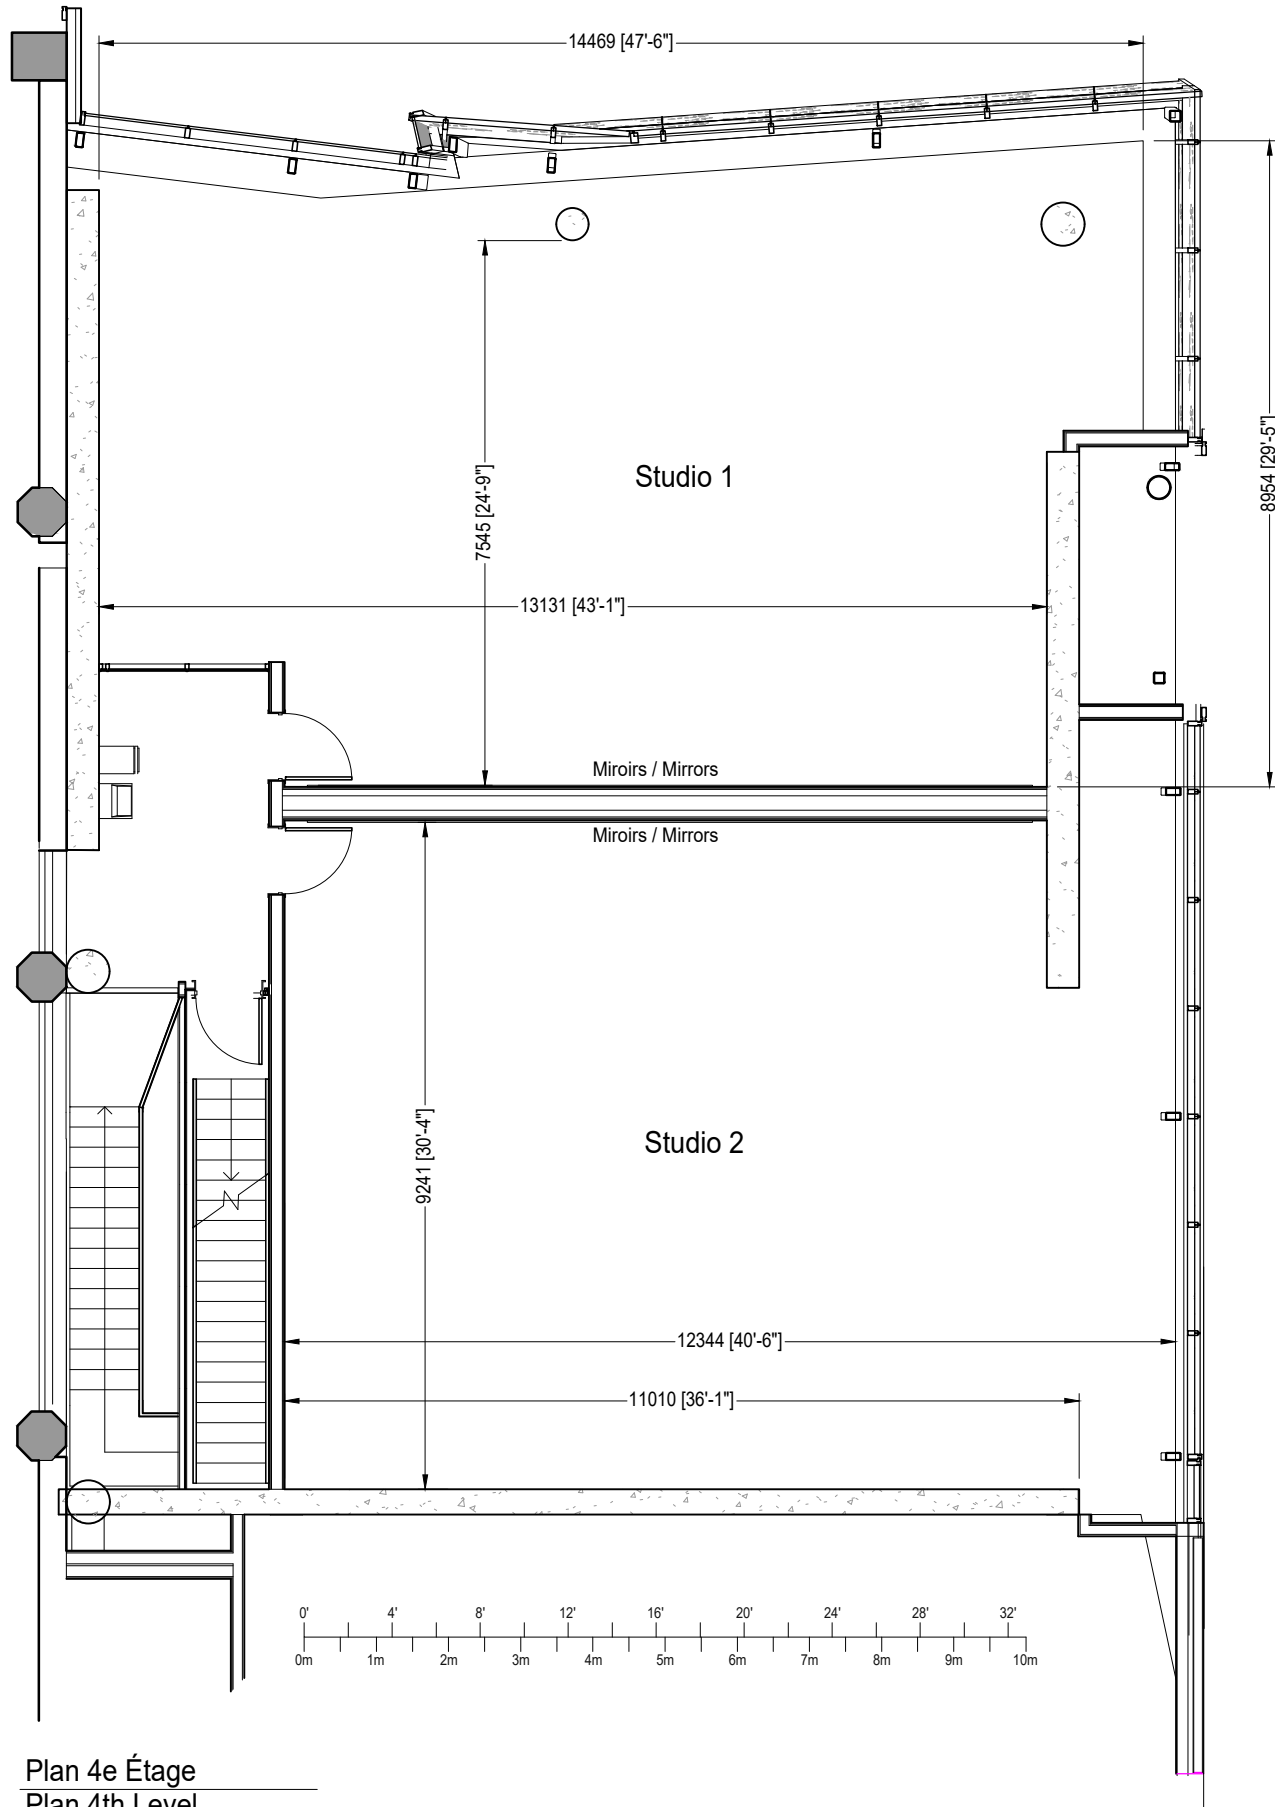 14469 [47'-6"]
Studio 1
7545 [24'-9"]
8954 [29'-5"]
13131 [43'-1"]
Miroirs / Mirrors
Miroirs / Mirrors
9241 [30'-4"]
Studio 2
12344 [40'-6"]
11010 [36'-1"]
0' 4' 8' 12' 16' 20' 24' 28' 32'
0m 1m 2m 3m 4m 5m 6m 7m 8m 9m 10m
Plan 4e Étage
Plan 4th Level